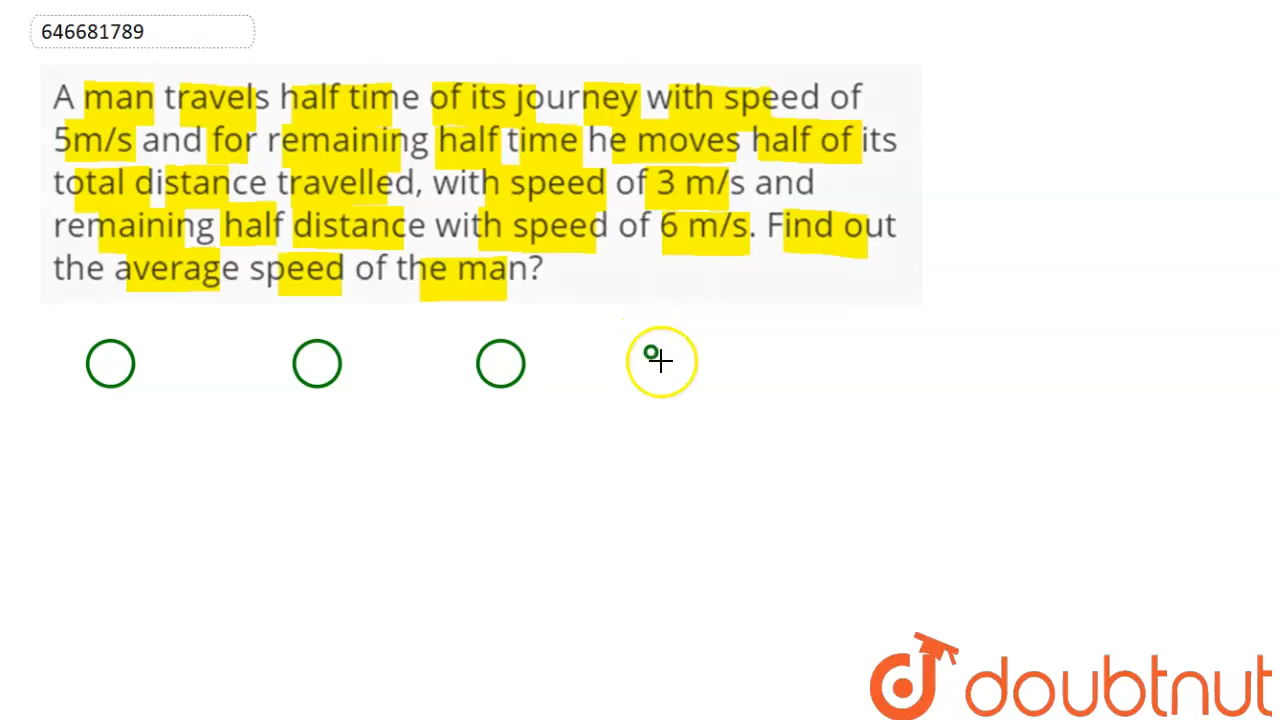 646681789
A man travels half time of its journey with speed of
5m/s and for remaining half time he moves half of its
total distance travelled, with speed of 3 m/s and
remaining half distance with speed of 6 m/s. Find out
the average speed of the man?
doubtnut